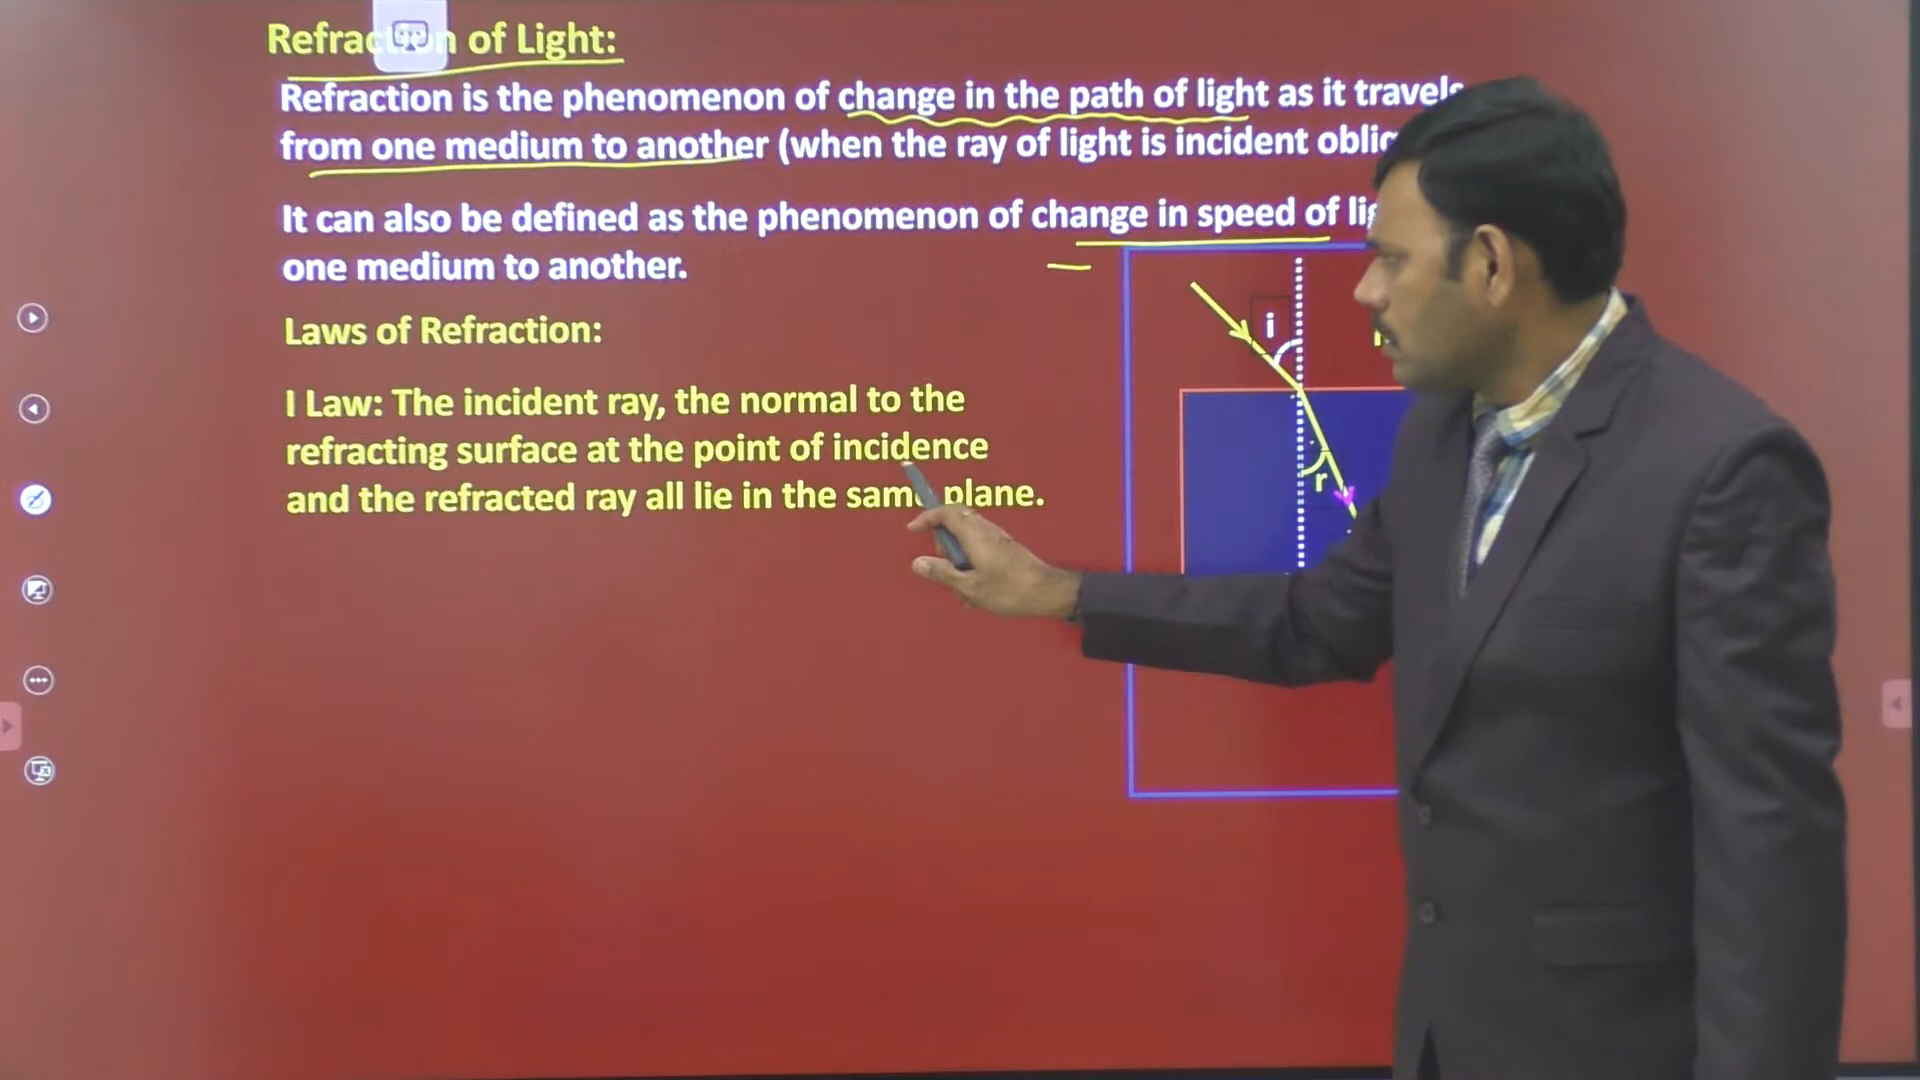 Refraction of Light:
Refraction is the phenomenon of change in the path of light as it travels
from one medium to another (when the ray of light is incident
It can also be defined as the phenomenon of change in speed of
one medium to another.
Laws of Refraction:
I Law: The incident ray, the normal to the
refracting surface at the point of incidence
and the refracted ray all lie in the same plane.
i
r